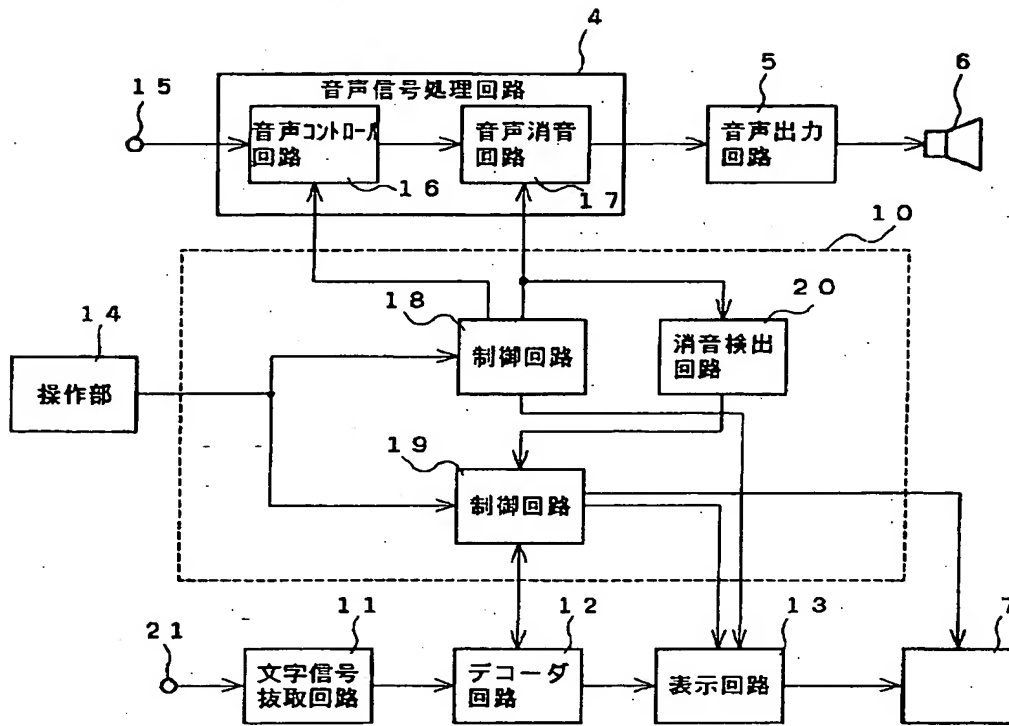 4
１５
音声信号処理回路
5
6
音声コントロール
回路
音声消音
回路
音声出力
回路
１６
１７
１０
１８
２０
１４
制御回路
消音検出
回路
操作部
１９
制御回路
２１
１１
１２
１３
7
文字信号
抜取回路
デコーダ
回路
表示回路